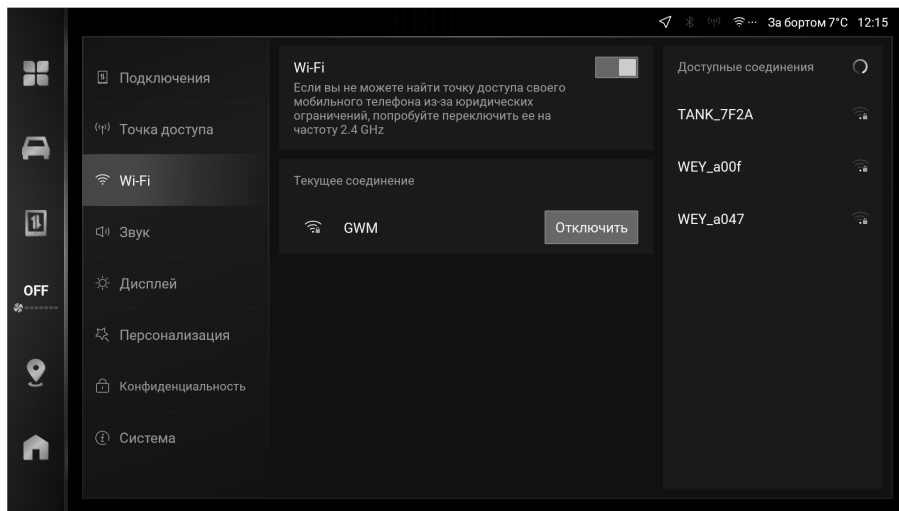 За бортом 7°C 12:15
Подключения
Точка доступа
Wi-Fi
Звук
Дисплей
Персонализация
Конфиденциальность
Система
OFF
Wi-Fi
Если вы не можете найти точку доступа своего
мобильного телефона из-за юридических
ограничений, попробуйте переключить ее на
частоту 2.4 GHz
Текущее соединение
GWM
Отключить
Доступные соединения
TANK_7F2A
WEY_a00f
WEY_a047